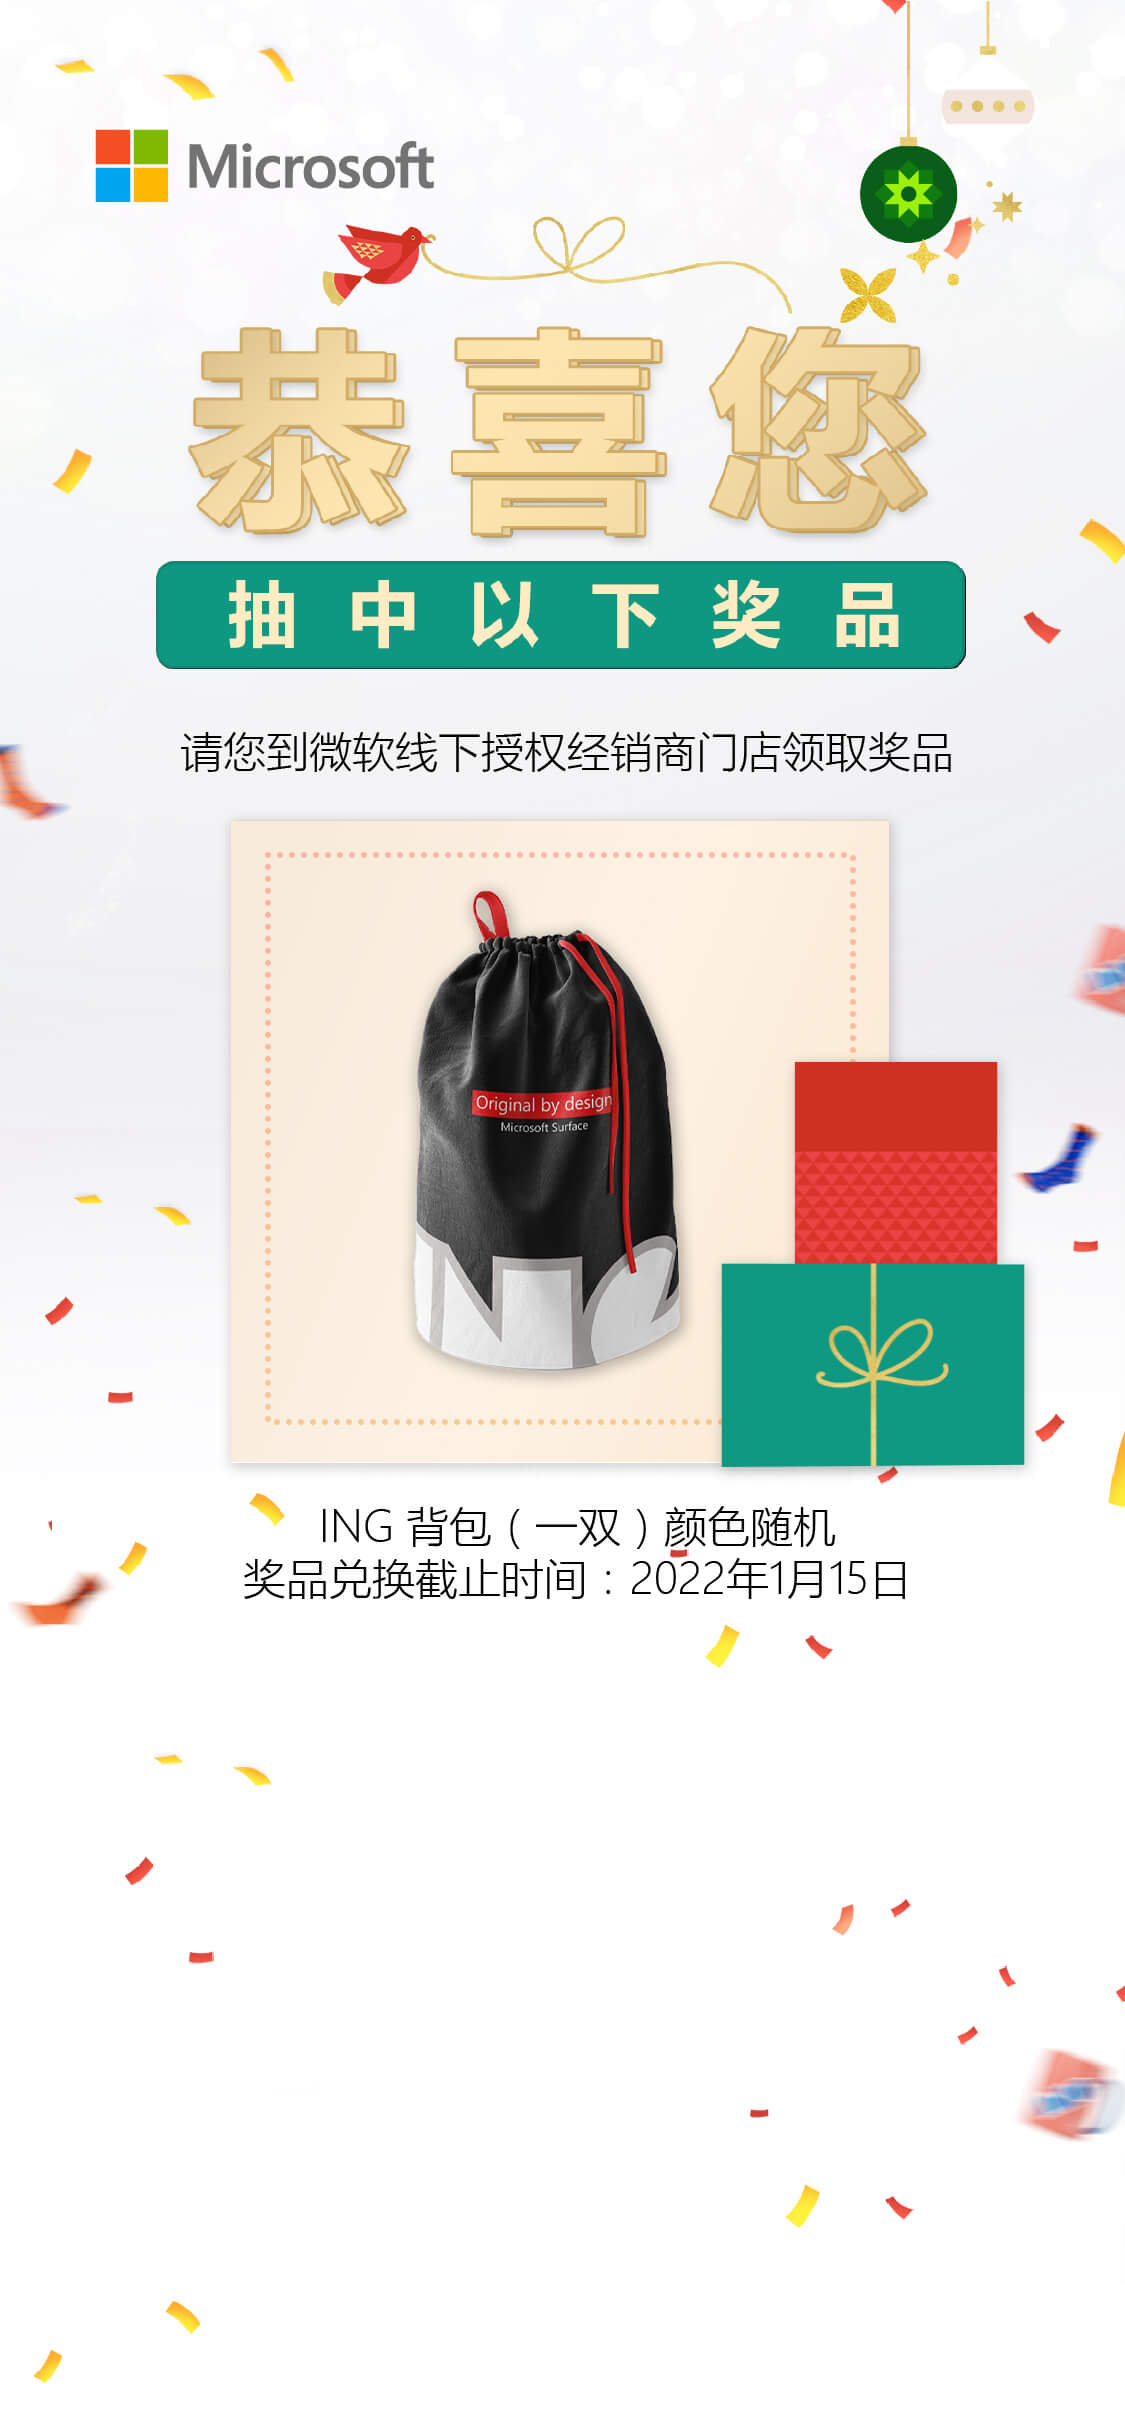 Microsoft
恭喜您
抽中以下奖品
请您到微软线下授权经销商门店领取奖品
Original by design
Microsoft Surface
ING 背包（一双）颜色随机
奖品兑换截止时间：2022年1月15日